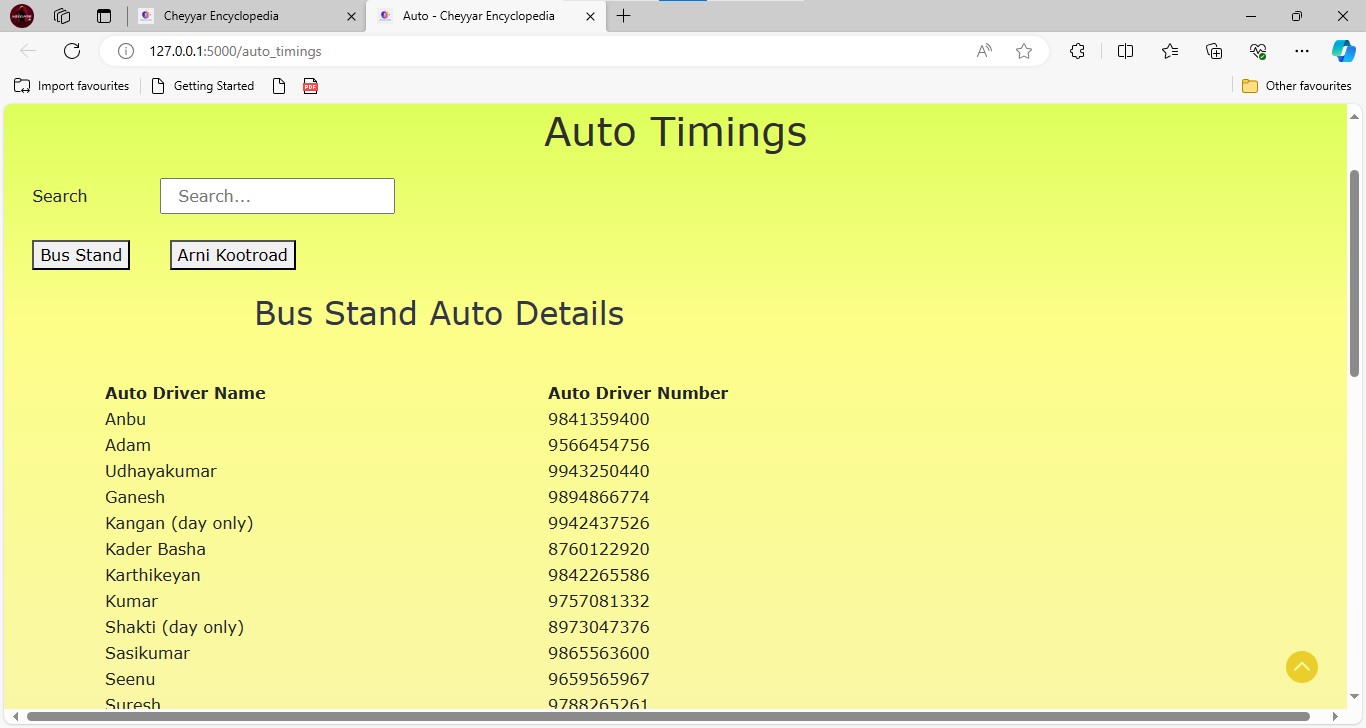 Cheyyar Encyclopedia
Auto - Cheyyar Encyclopedia
127.0.0.1:5000/auto_timings
Import favourites
Getting Started
PDF
Other favourites
Auto Timings
Search
Search...
Bus Stand
Arni Kootroad
Bus Stand Auto Details
Auto Driver Name Auto Driver Number
Anbu 9841359400
Adam 9566454756
Udhayakumar 9943250440
Ganesh 9894866774
Kangan (day only) 9942437526
Kader Basha 8760122920
Karthikeyan 9842265586
Kumar 9757081332
Shakti (day only) 8973047376
Sasikumar 9865563600
Seenu 9659565967
Suresh 9788265261